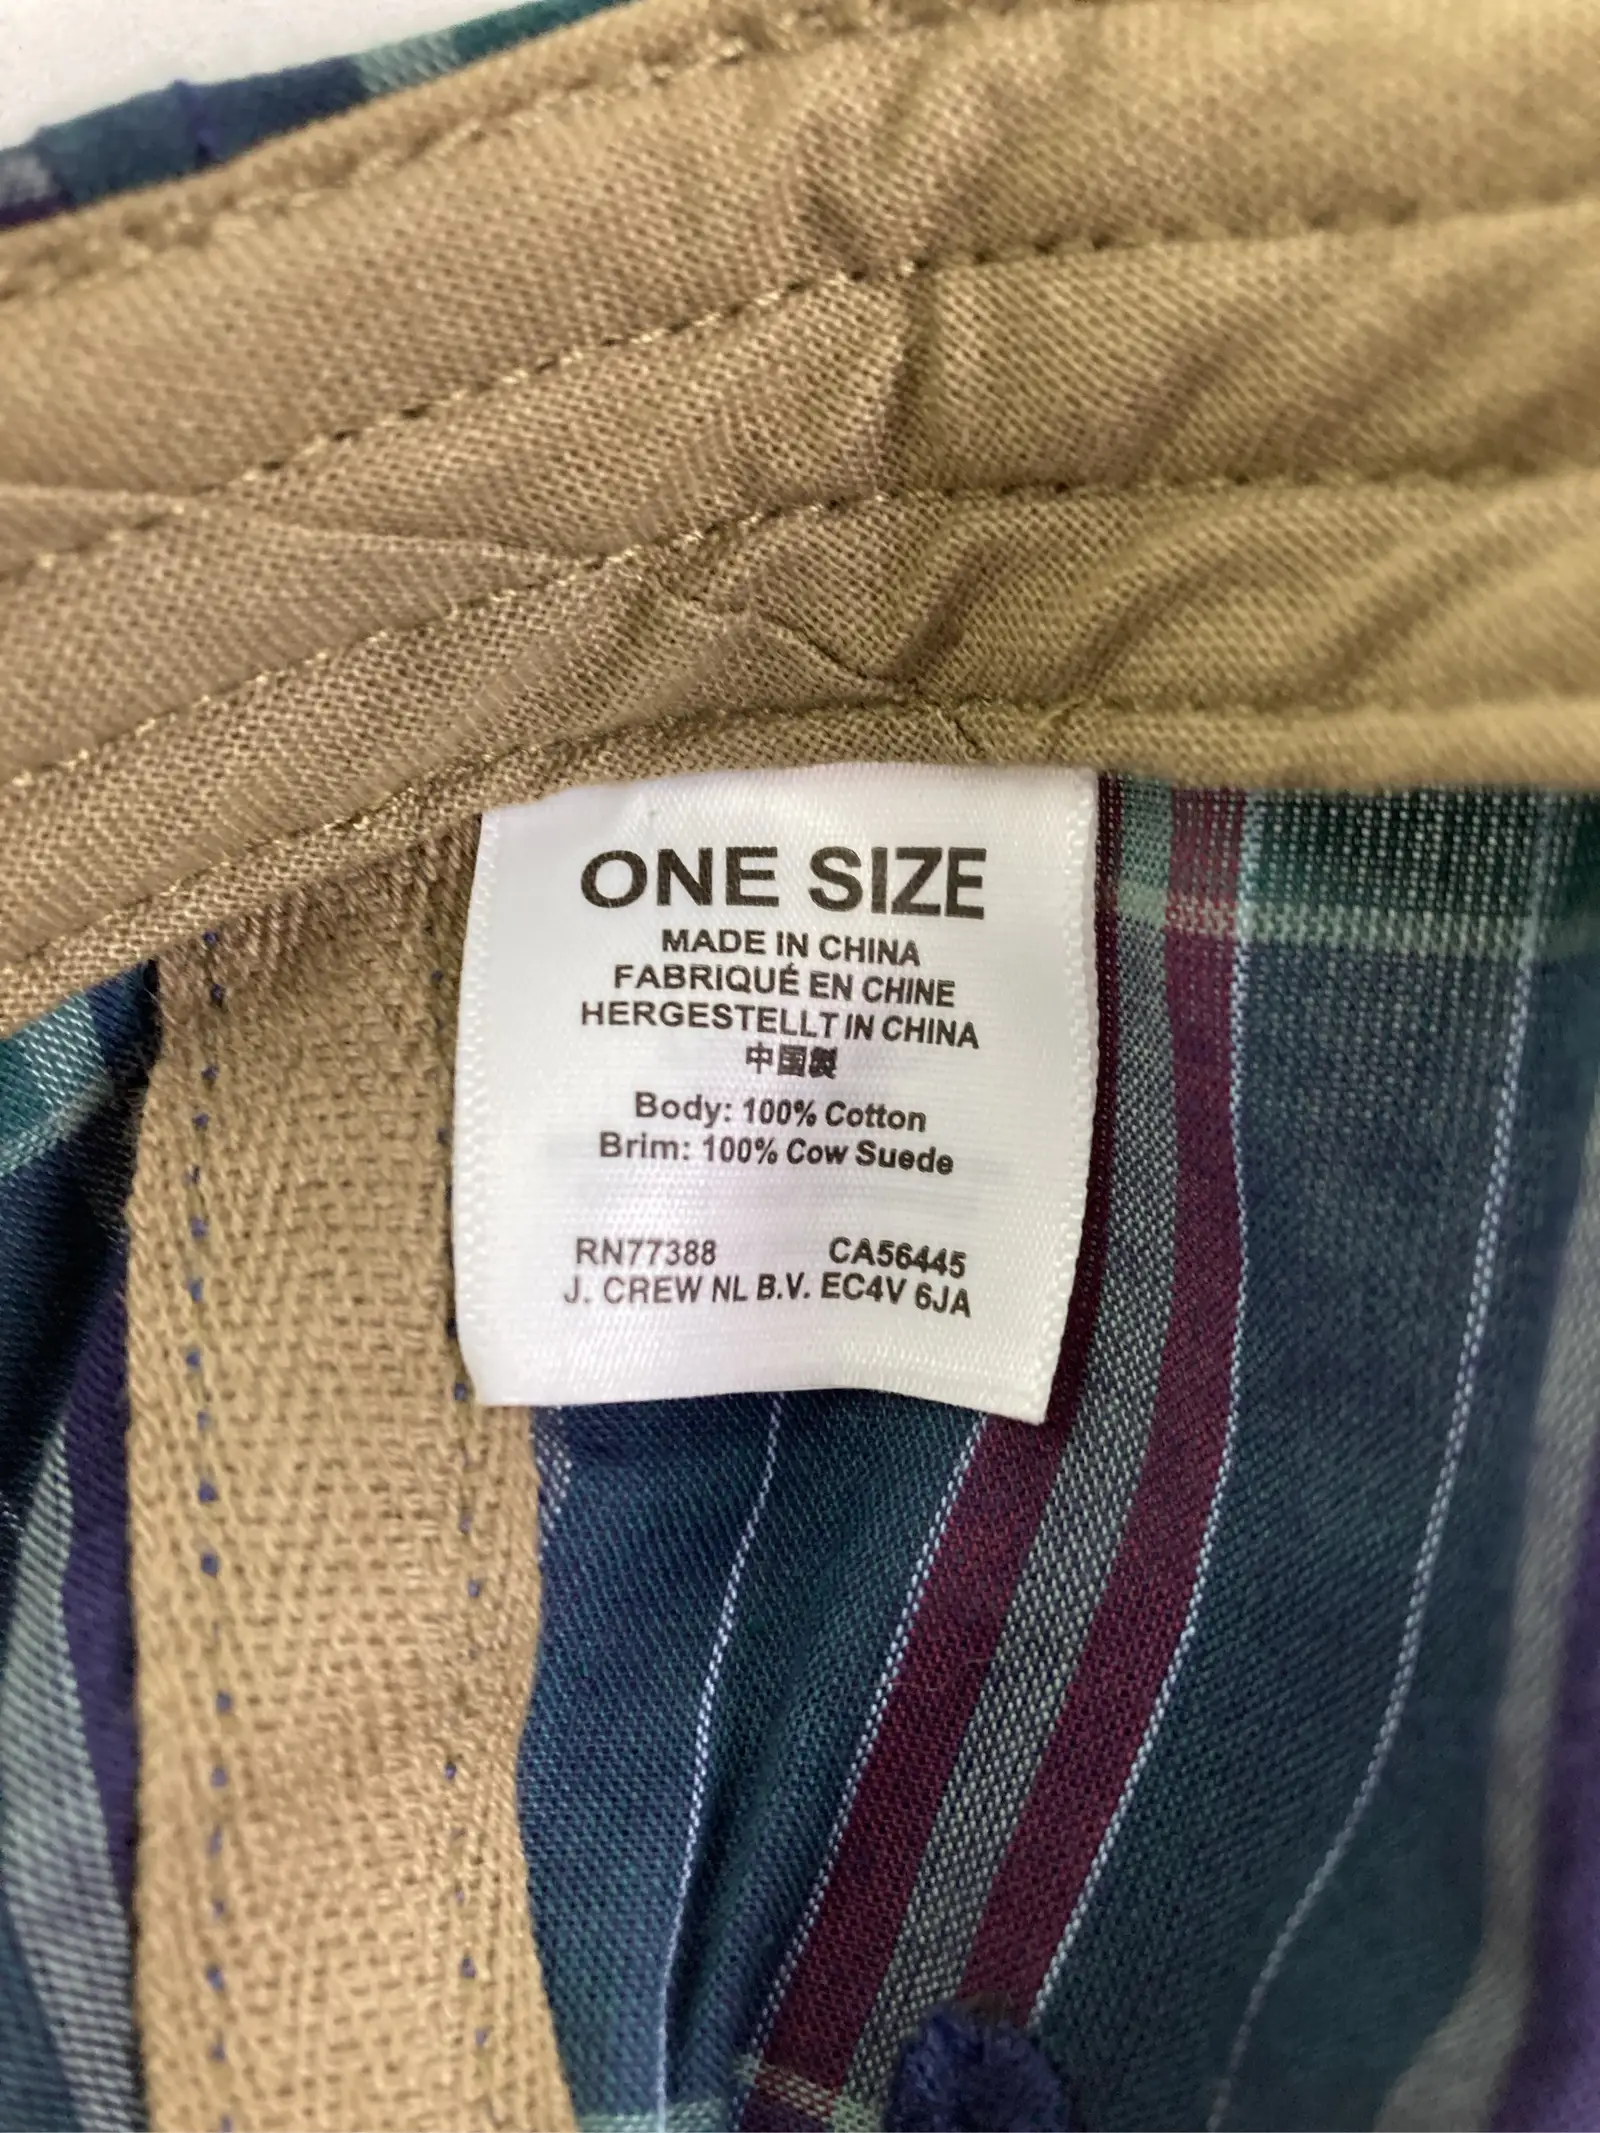 ONE SIZE
MADE IN CHINA
FABRIQUÉ EN CHINE
HERGESTELLT IN CHINA
中国製
Body: 100% Cotton
Brim: 100% Cow Suede
RN77388 CA56445
J. CREW NL B.V. EC4V 6JA